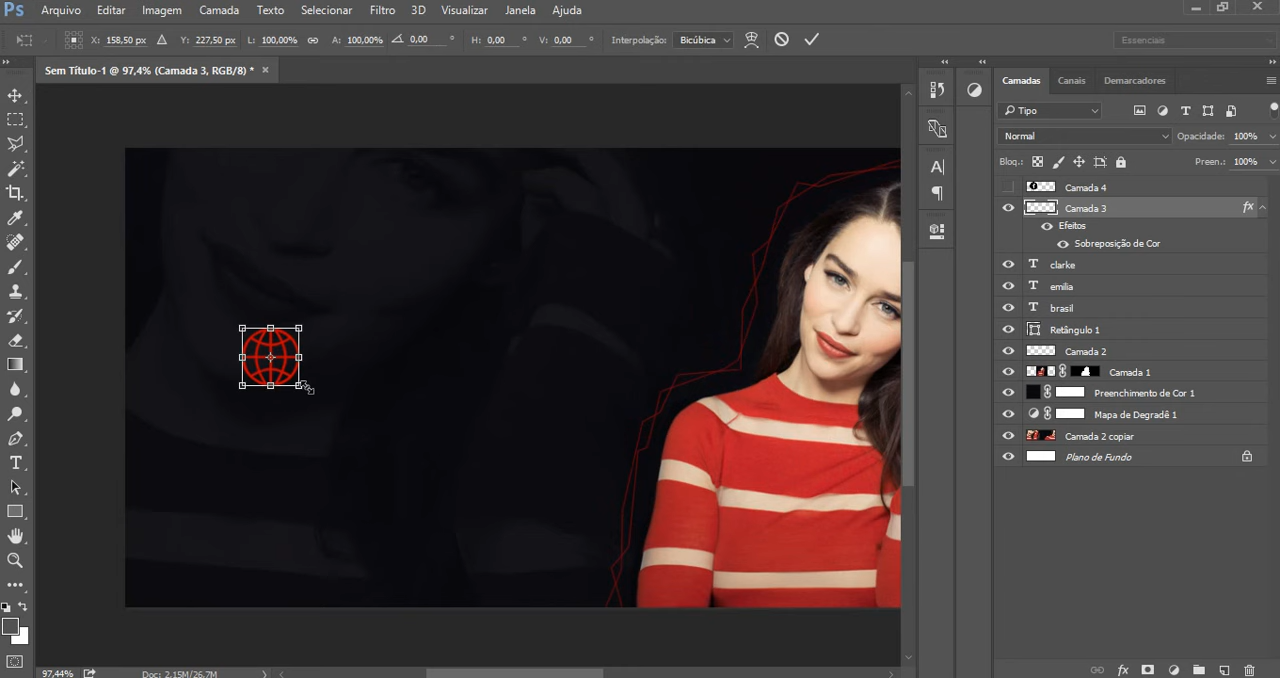 Ps Arquivo Editar Imagem Camada Texto Selecionar Filtro 3D Visualizar Janela Ajuda
X: 158,50 px Y: 227,50 px L: 100,00% A: 100,00% 0,00 ° H: 0,00 ° V: 0,00 ° Interpolação: Bicúbica Essenciais
Sem Título-1 @ 97,4% (Camada 3, RGB/8) * ×
Camadas Canais Demarcadores
Tipo
Normal Opacidade: 100%
Bloq.: Preen.: 100%
Camada 4
Camada 3 fx
Efeitos
Sobreposição de Cor
T clarke
T emilia
T brasil
Retângulo 1
Camada 2
Camada 1
Preenchimento de Cor 1
Mapa de Degradê 1
Camada 2 copiar
Plano de Fundo
97,44% Doc: 2,15M/26,7M
fx